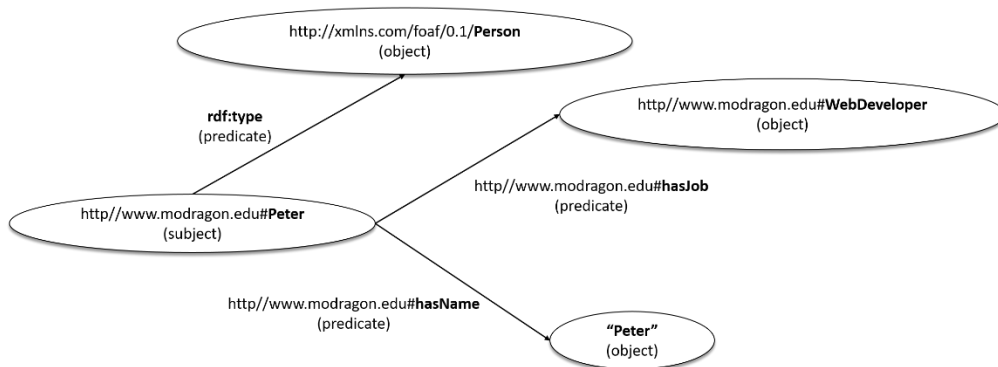 http://xmlns.com/foaf/0.1/Person
(object)
http//www.modragon.edu#WebDeveloper
(object)
rdf:type
(predicate)
http//www.modragon.edu#hasJob
(predicate)
http//www.modragon.edu#Peter
(subject)
http//www.modragon.edu#hasName
(predicate)
“Peter”
(object)